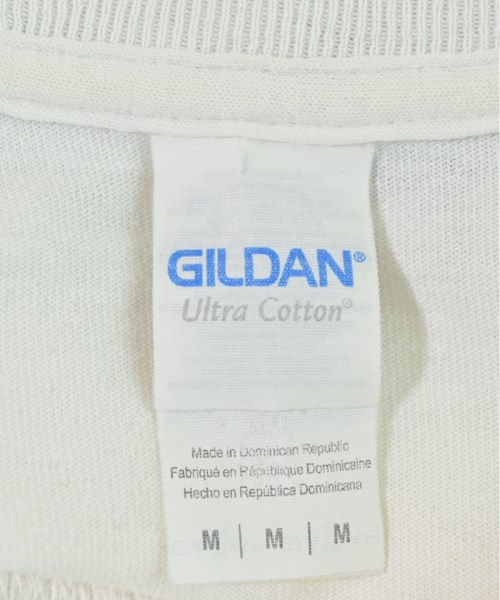 GILDAN®
Ultra Cotton®
Made in Dominican Republic
Fabriqué en République Dominicaine
Hecho en República Dominicana
M | M | M